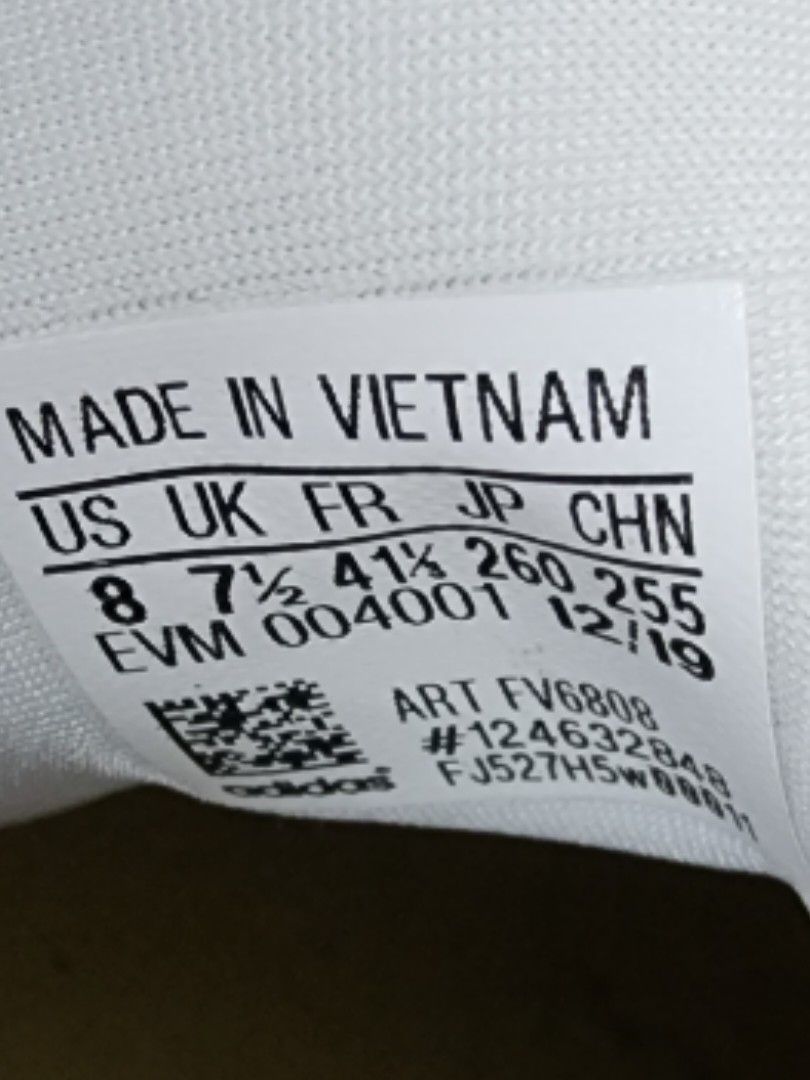 MADE IN VIETNAM
US UK FR JP CHN
8 7½ 41⅓ 260 255
EVM 004001 12/19
ART FV6808
#124632848
FJ527H5w00011
adidas